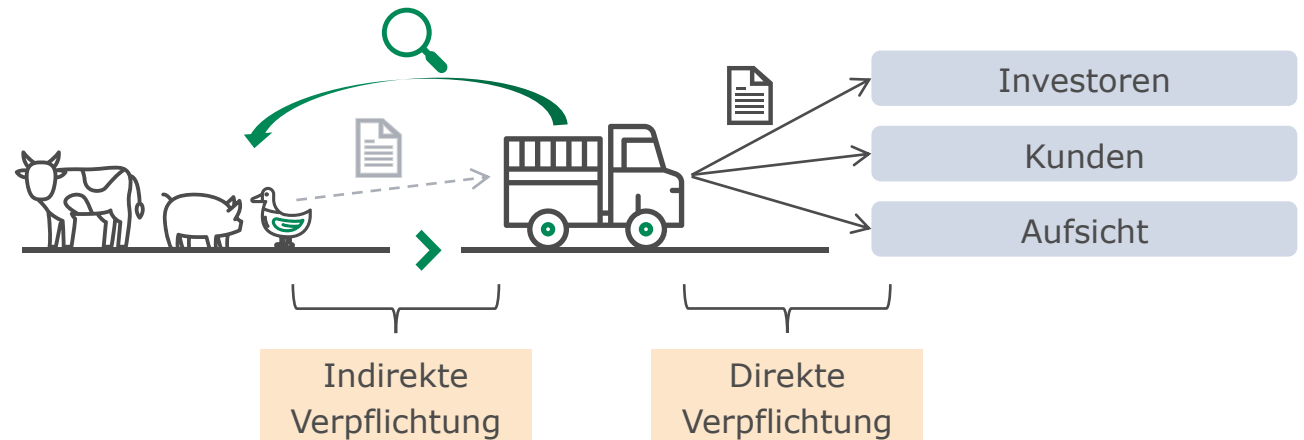 Investoren
Kunden
Aufsicht
Indirekte
Verpflichtung
Direkte
Verpflichtung